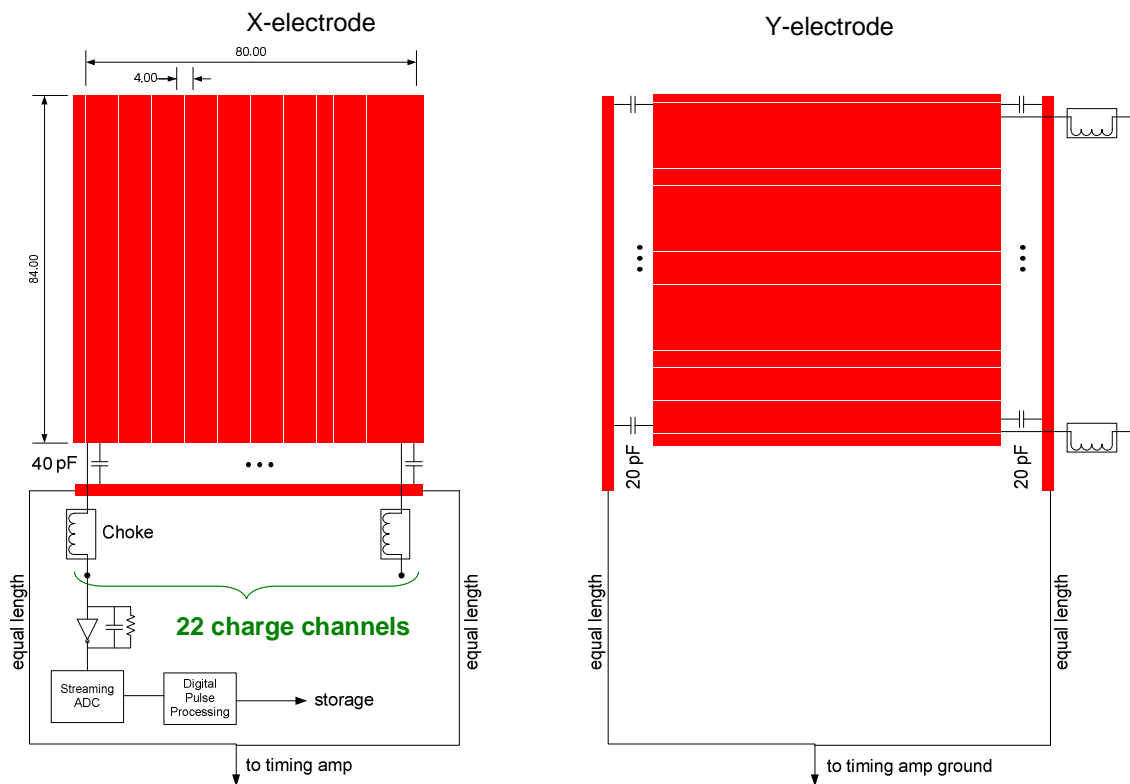 X-electrode
80.00
4.00
84.00
40 pF
•••
Choke
22 charge channels
equal length
equal length
Streaming
ADC
Digital
Pulse
Processing
storage
to timing amp
Y-electrode
•••
•••
20 pF
20 pF
equal length
equal length
to timing amp ground